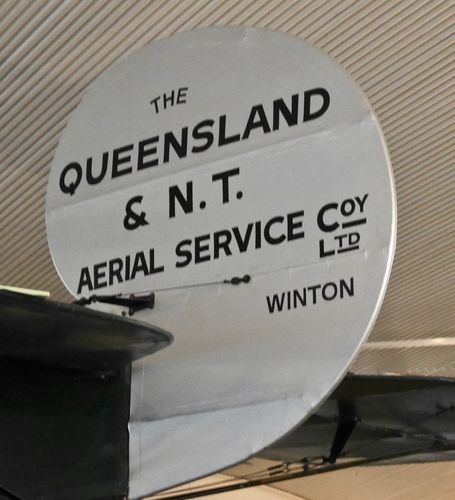 THE
QUEENSLAND
& N.T.
AERIAL SERVICE COY LTD
WINTON